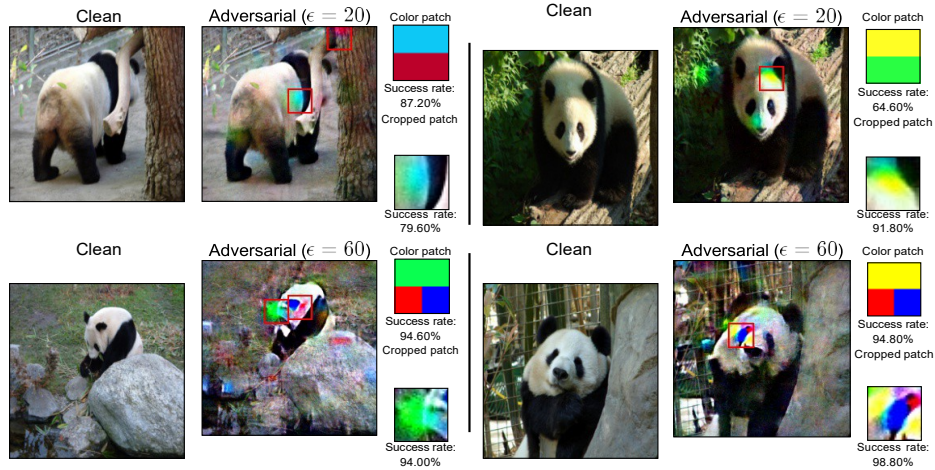 Clean
Adversarial (ϵ = 20)
Color patch
Success rate:
87.20%
Cropped patch
Success rate:
79.60%
Clean
Adversarial (ϵ = 20)
Color patch
Success rate:
64.60%
Cropped patch
Success rate:
91.80%
Clean
Adversarial (ϵ = 60)
Color patch
Success rate:
94.60%
Cropped patch
Success rate:
94.00%
Clean
Adversarial (ϵ = 60)
Color patch
Success rate:
94.80%
Cropped patch
Success rate:
98.80%